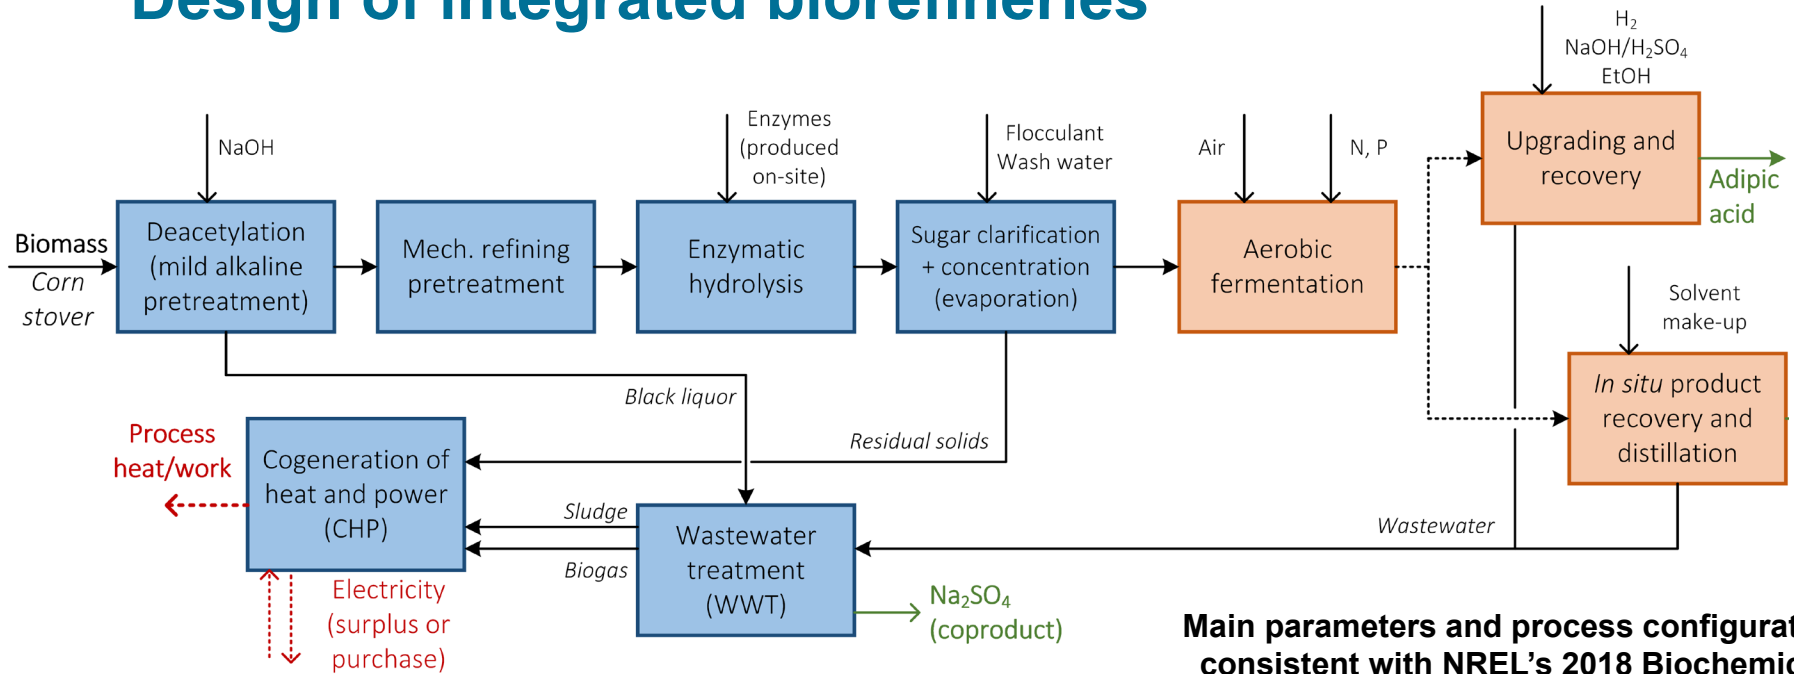 Design of integrated biorefineries
H₂
NaOH/H₂SO₄
EtOH
NaOH
Enzymes
(produced
on-site)
Flocculant
Wash water
Air
N, P
Upgrading and
recovery
Adipic
acid
Biomass
Corn
stover
Deacetylation
(mild alkaline
pretreatment)
Mech. refining
pretreatment
Enzymatic
hydrolysis
Sugar clarification
+ concentration
(evaporation)
Aerobic
fermentation
Solvent
make-up
In situ product
recovery and
distillation
Black liquor
Residual solids
Process
heat/work
Cogeneration of
heat and power
(CHP)
Sludge
Biogas
Wastewater
treatment
(WWT)
Wastewater
Electricity
(surplus or
purchase)
Na₂SO₄
(coproduct)
Main parameters and process configurat
consistent with NREL's 2018 Biochemic